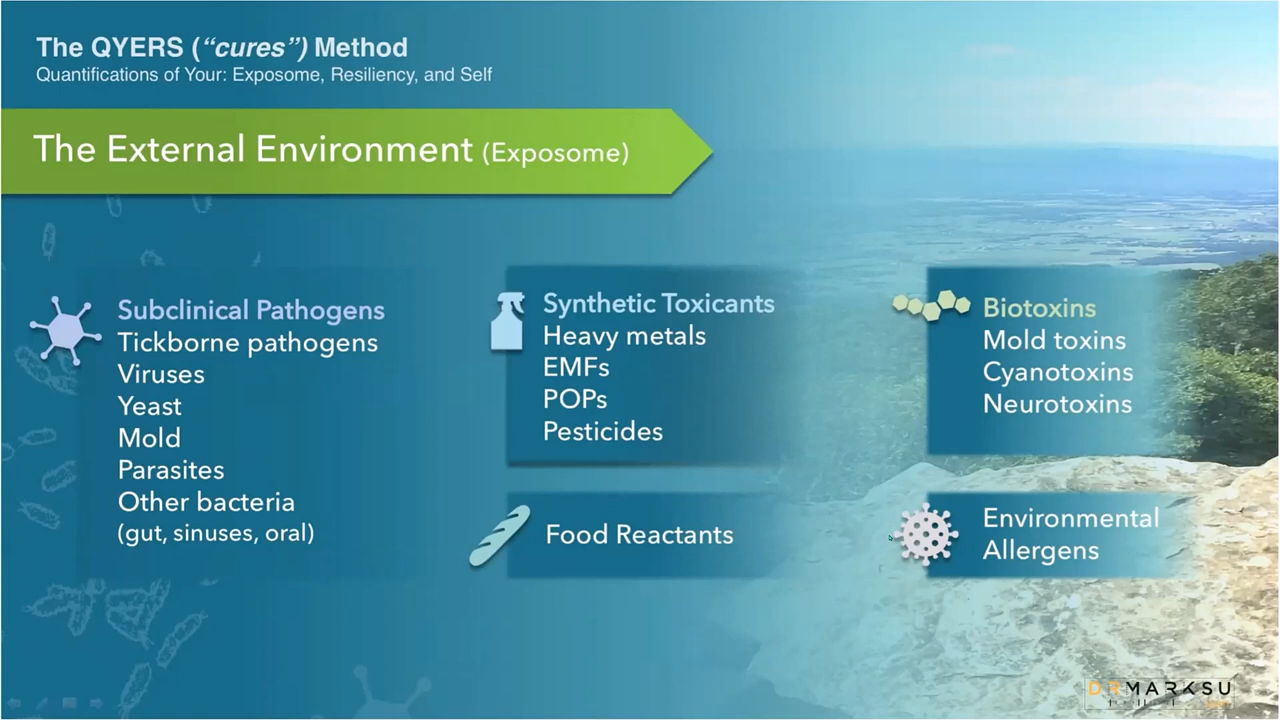 The QYERS (“cures”) Method
Quantifications of Your: Exposome, Resiliency, and Self
The External Environment (Exposome)
Subclinical Pathogens
Tickborne pathogens
Viruses
Yeast
Mold
Parasites
Other bacteria
(gut, sinuses, oral)
Synthetic Toxicants
Heavy metals
EMFs
POPs
Pesticides
Food Reactants
Biotoxins
Mold toxins
Cyanotoxins
Neurotoxins
Environmental
Allergens
DRMARKSU